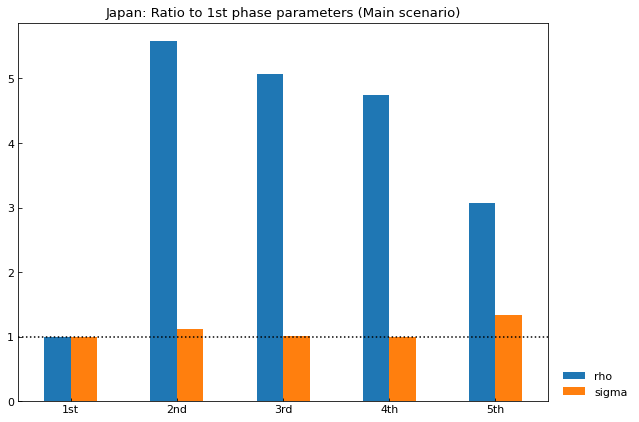 Japan: Ratio to 1st phase parameters (Main scenario)
5
4
3
2
1
0
1st 2nd 3rd 4th 5th
rho
sigma